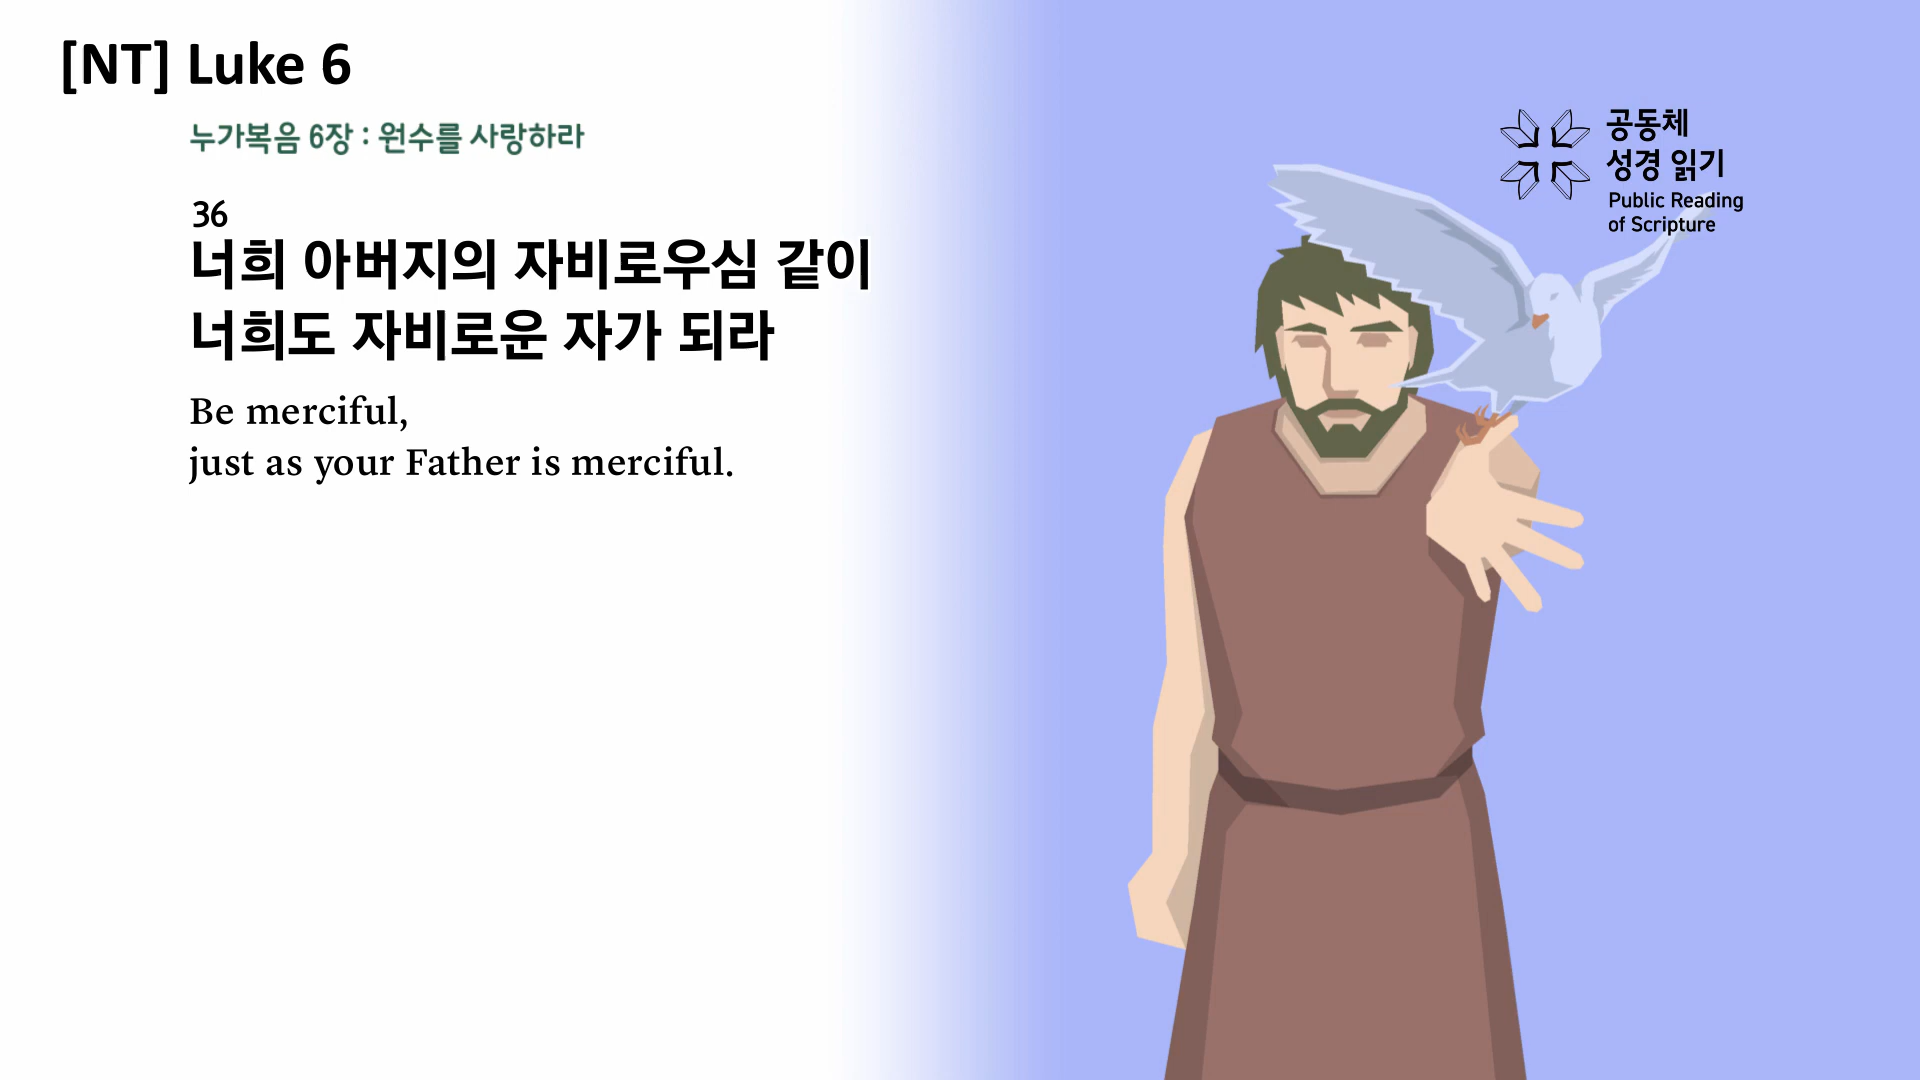 [NT] Luke 6
누가복음 6장 : 원수를 사랑하라
36
너희 아버지의 자비로우심 같이
너희도 자비로운 자가 되라
Be merciful,
just as your Father is merciful.
공동체
성경 읽기
Public Reading
of Scripture